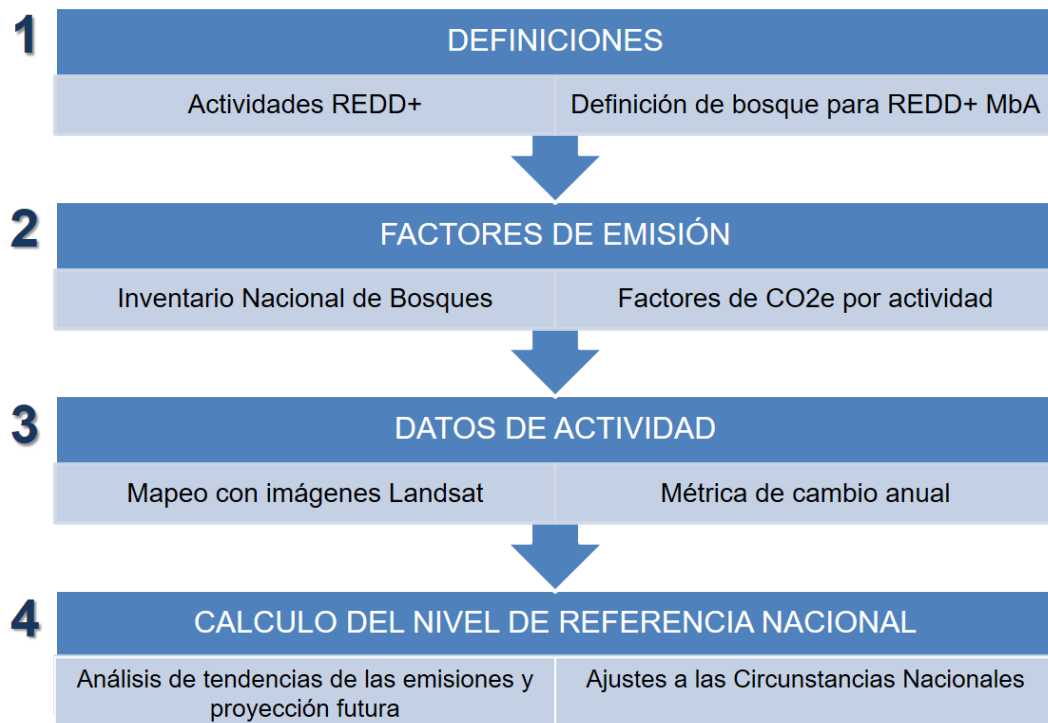 1
DEFINICIONES
Actividades REDD+
Definición de bosque para REDD+ MbA
2
FACTORES DE EMISIÓN
Inventario Nacional de Bosques
Factores de CO2e por actividad
3
DATOS DE ACTIVIDAD
Mapeo con imágenes Landsat
Métrica de cambio anual
4
CALCULO DEL NIVEL DE REFERENCIA NACIONAL
Análisis de tendencias de las emisiones y
proyección futura
Ajustes a las Circunstancias Nacionales